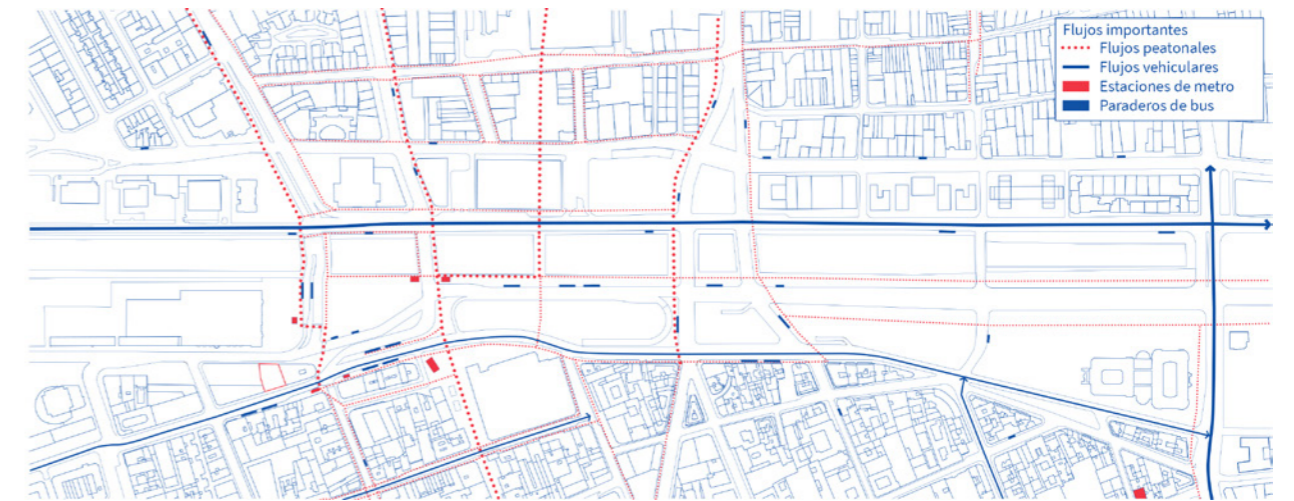 Flujos importantes
Flujos peatonales
Flujos vehiculares
Estaciones de metro
Paraderos de bus